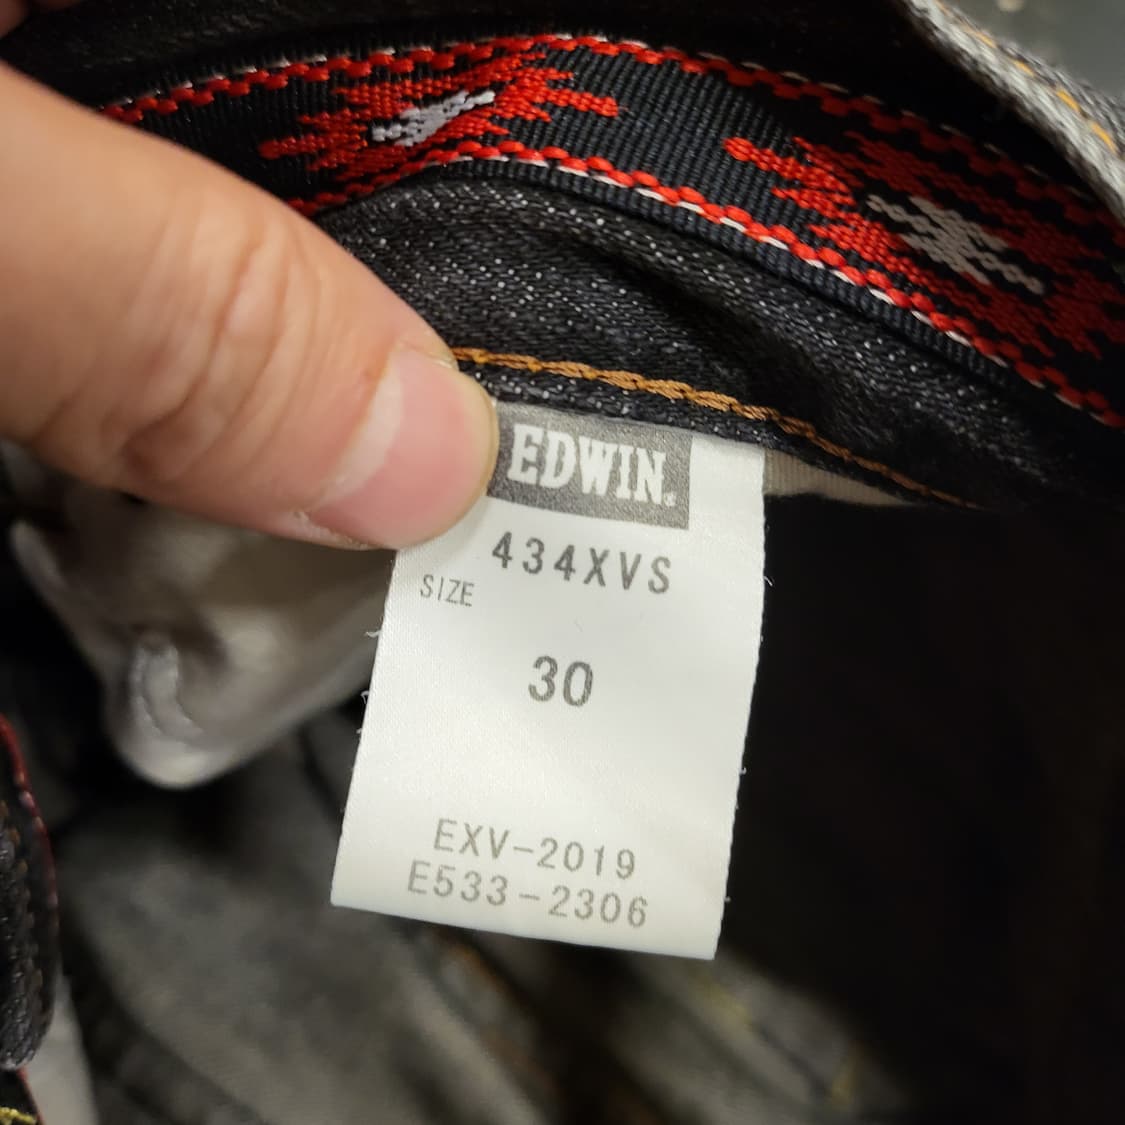 EDWIN.
434XVS
SIZE
30
EXV-2019
E533-2306